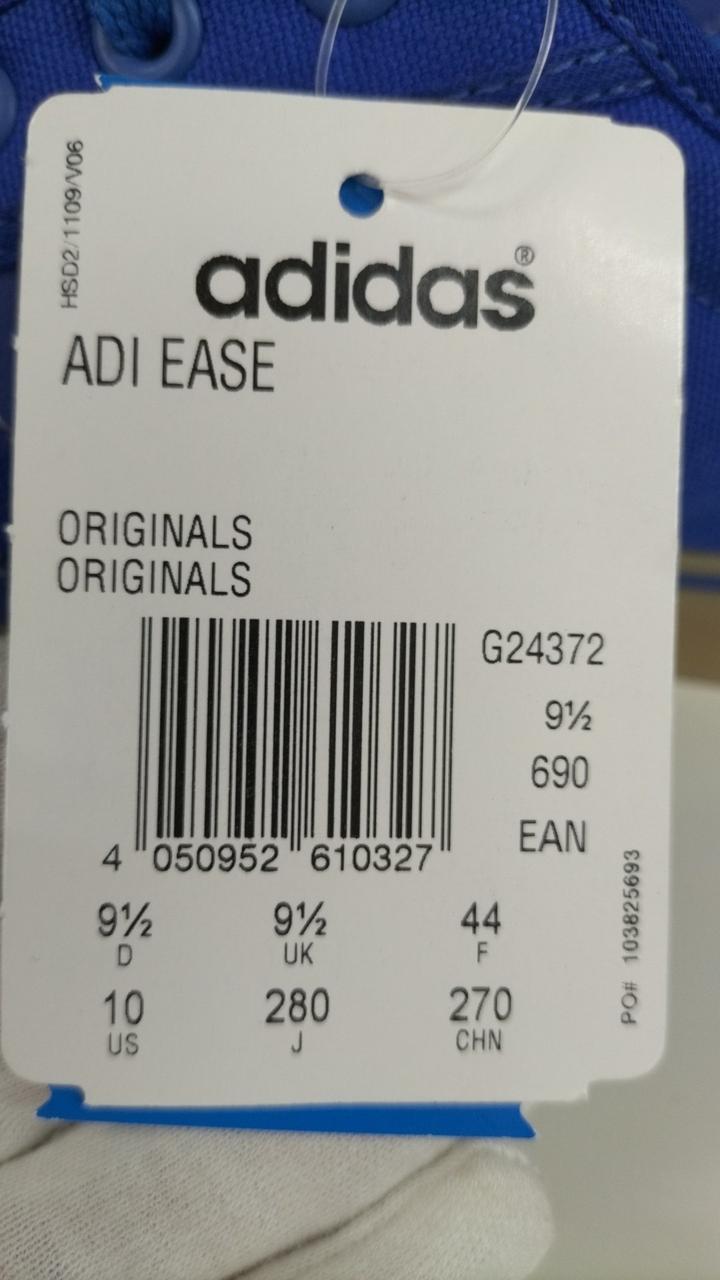 HSD2/1109/V06
adidas®
ADI EASE
ORIGINALS
ORIGINALS
G24372
9½
690
EAN
4 050952 610327
9½ 9½ 44
D UK F
10 280 270
US J CHN
PO# 103825693